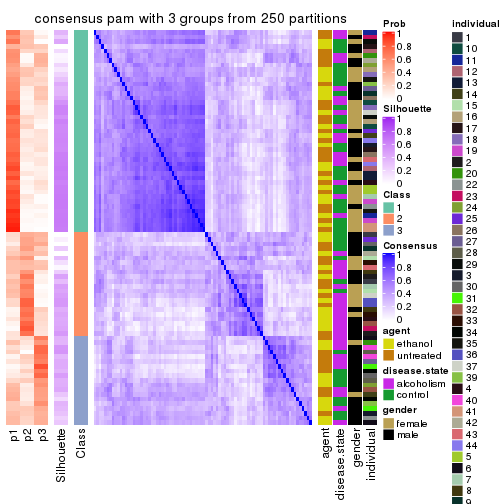 consensus pam with 3 groups from 250 partitions
p1
p2
p3
Silhouette
Class
agent
disease.state
gender
individual
Prob
0.8
0.6
0.4
0.2
0
Silhouette
1
0.8
0.6
0.4
0.2
0
Class
1
2
3
Consensus
1
0.8
0.6
0.4
0.2
0
agent
ethanol
untreated
disease.state
alcoholism
control
gender
female
male
individual
1
10
11
12
13
14
15
16
17
18
19
2
20
22
23
24
25
26
27
28
29
3
30
31
32
33
34
35
36
37
39
4
40
41
42
43
44
5
6
7
8
9